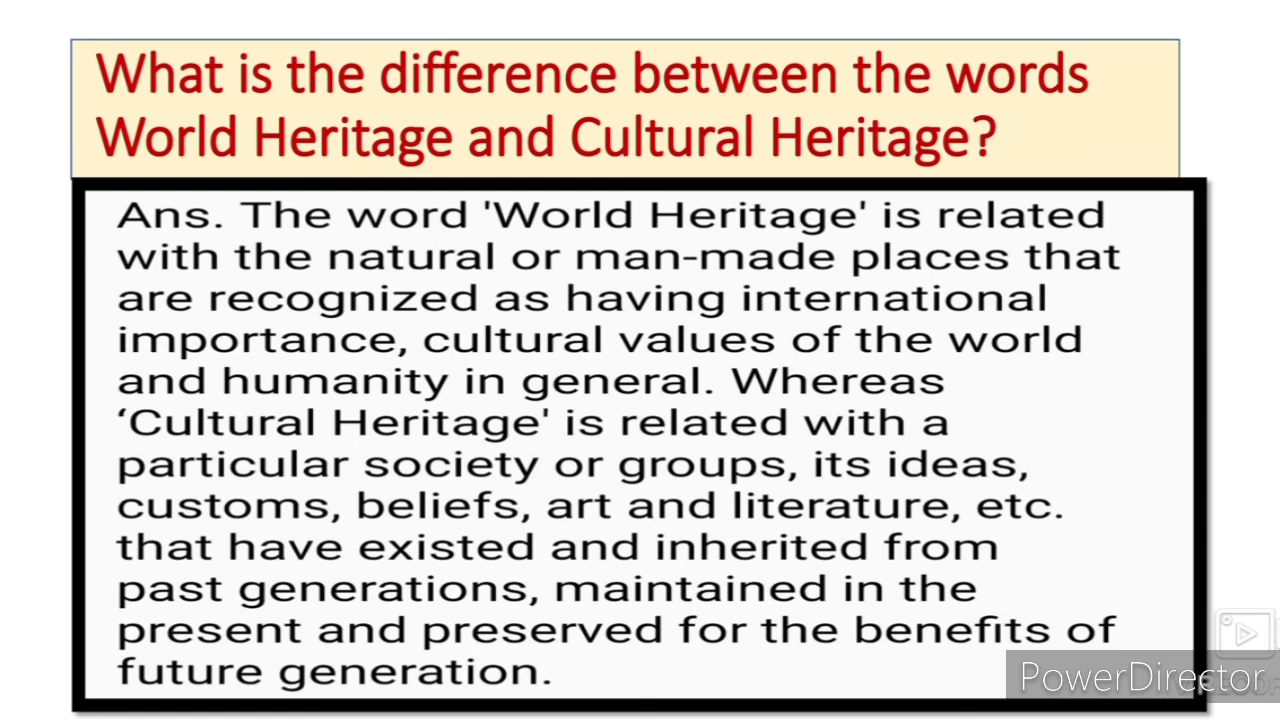 What is the difference between the words
World Heritage and Cultural Heritage?
Ans. The word 'World Heritage' is related
with the natural or man-made places that
are recognized as having international
importance, cultural values of the world
and humanity in general. Whereas
‘Cultural Heritage' is related with a
particular society or groups, its ideas,
customs, beliefs, art and literature, etc.
that have existed and inherited from
past generations, maintained in the
present and preserved for the benefits of
future generation.
PowerDirector